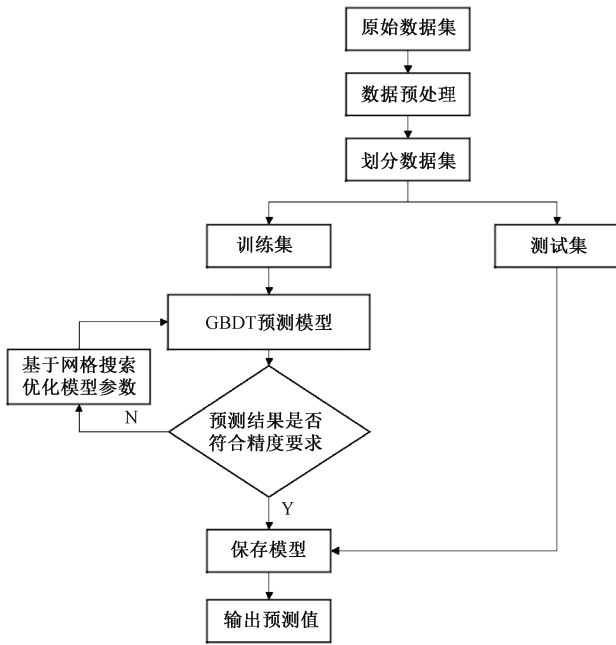 原始数据集
数据预处理
划分数据集
训练集
测试集
GBDT预测模型
基于网格搜索
优化模型参数
预测结果是否
符合精度要求
N
Y
保存模型
输出预测值